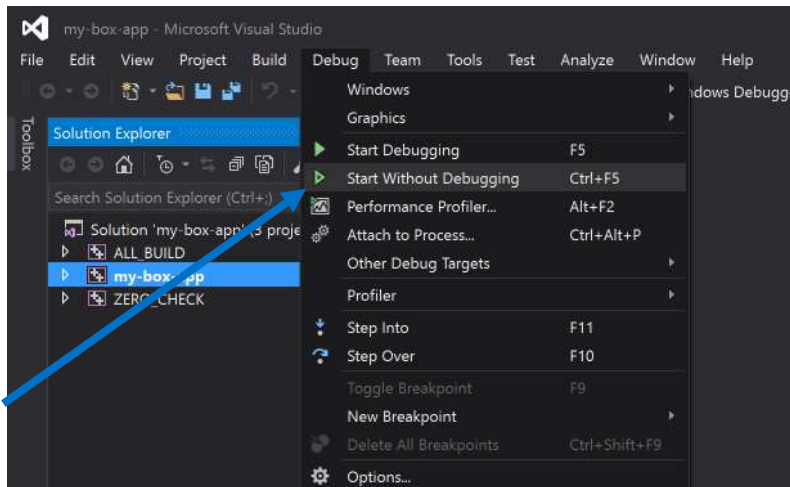 my-box-app - Microsoft Visual Studio
File Edit View Project Build Debug Team Tools Test Analyze Window Help
Toolbox
Solution Explorer
Search Solution Explorer (Ctrl+;)
Solution 'my-box-app' (3 proje
ALL_BUILD
my-box-app
ZERO_CHECK
Windows
Graphics
Start Debugging F5
Start Without Debugging Ctrl+F5
Performance Profiler... Alt+F2
Attach to Process... Ctrl+Alt+P
Other Debug Targets
Profiler
Step Into F11
Step Over F10
Toggle Breakpoint F9
New Breakpoint
Delete All Breakpoints Ctrl+Shift+F9
Options...
dows Debugg